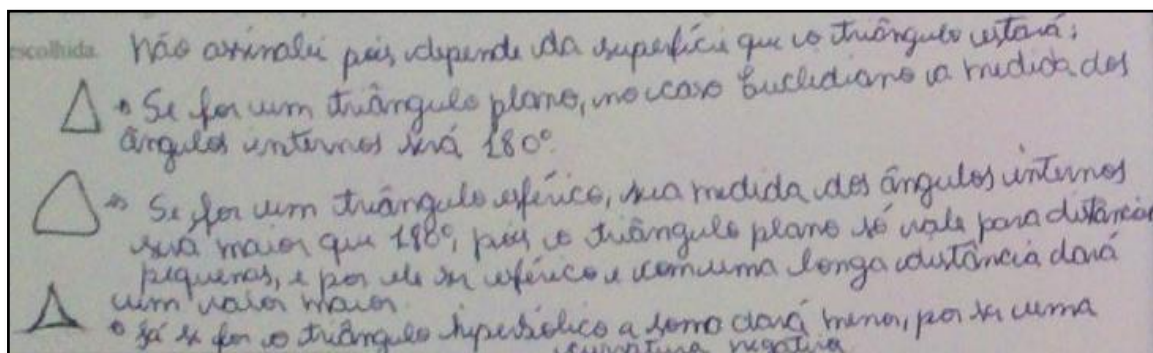 escolhida. Não assinalei pois, depende da superfície que o triângulo estará;
• Se for um triângulo plano, no caso Euclidiano a medida dos
ângulos internos será 180°.
• Se for um triângulo esférico, sua medida dos ângulos internos
será maior que 180°, pois o triângulo plano só vale para distâncias
pequenas, e por ele ser esférico e com uma longa distância dará
um valor maior.
• Já se for o triângulo hiperbólico a soma dará menor, por ser uma
curvatura negativa